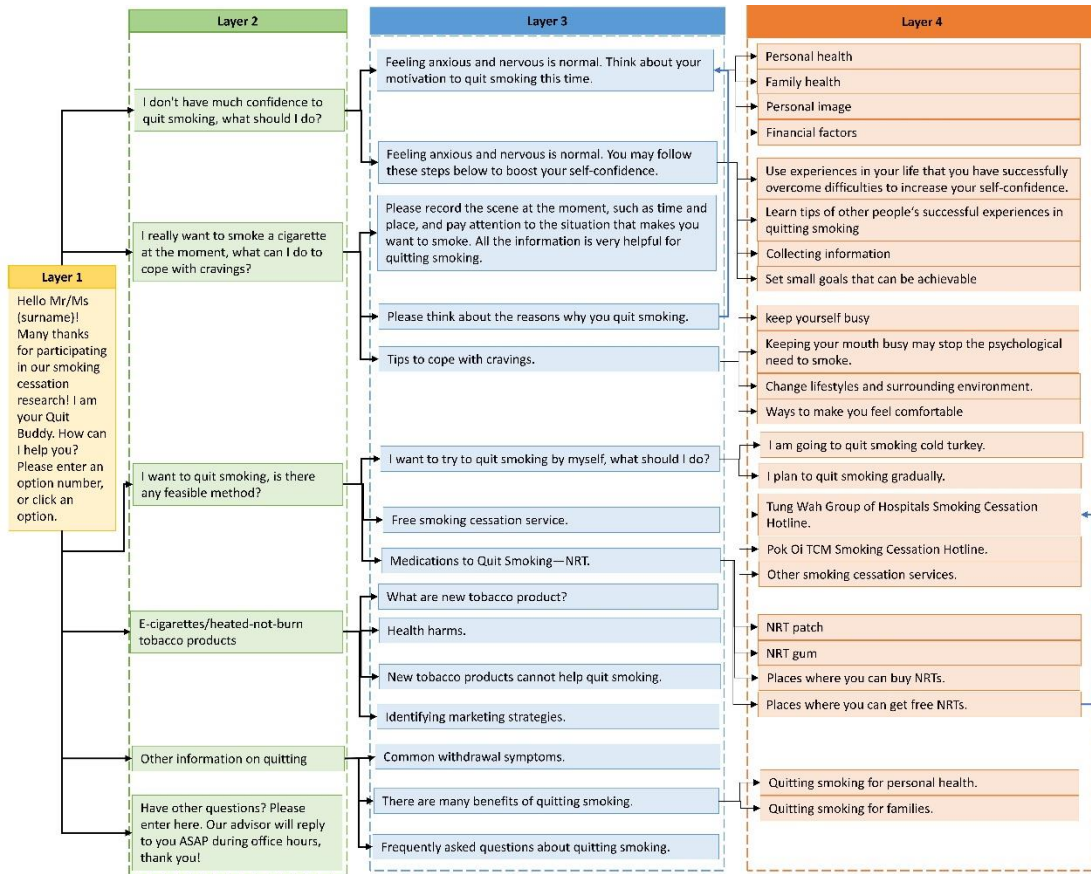 Layer 1
Hello Mr/Ms
(surname)!
Many thanks
for participating
in our smoking
cessation
research! I am
your Quit
Buddy. How can
I help you?
Please enter an
option number,
or click an
option.
Layer 2
I don't have much confidence to
quit smoking, what should I do?
I really want to smoke a cigarette
at the moment, what can I do to
cope with cravings?
I want to quit smoking, is there
any feasible method?
E-cigarettes/heated-not-burn
tobacco products
Other information on quitting
Have other questions? Please
enter here. Our advisor will reply
to you ASAP during office hours,
thank you!
Layer 3
Feeling anxious and nervous is normal. Think about your
motivation to quit smoking this time.
Feeling anxious and nervous is normal. You may follow
these steps below to boost your self-confidence.
Please record the scene at the moment, such as time and
place, and pay attention to the situation that makes you
want to smoke. All the information is very helpful for
quitting smoking.
Please think about the reasons why you quit smoking.
Tips to cope with cravings.
I want to try to quit smoking by myself, what should I do?
Free smoking cessation service.
Medications to Quit Smoking—NRT.
What are new tobacco product?
Health harms.
New tobacco products cannot help quit smoking.
Identifying marketing strategies.
Common withdrawal symptoms.
There are many benefits of quitting smoking.
Frequently asked questions about quitting smoking.
Layer 4
Personal health
Family health
Personal image
Financial factors
Use experiences in your life that you have successfully
overcome difficulties to increase your self-confidence.
Learn tips of other people's successful experiences in
quitting smoking
Collecting information
Set small goals that can be achievable
keep yourself busy
Keeping your mouth busy may stop the psychological
need to smoke.
Change lifestyles and surrounding environment.
Ways to make you feel comfortable
I am going to quit smoking cold turkey.
I plan to quit smoking gradually.
Tung Wah Group of Hospitals Smoking Cessation
Hotline.
Pok Oi TCM Smoking Cessation Hotline.
Other smoking cessation services.
NRT patch
NRT gum
Places where you can buy NRTs.
Places where you can get free NRTs.
Quitting smoking for personal health.
Quitting smoking for families.